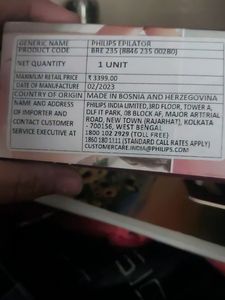 GENERIC NAME PHILIPS EPILATOR
PRODUCT CODE BRE 235 (8846 235 00280)
NET QUANTITY 1 UNIT
MAXIMUM RETAIL PRICE ₹ 3399.00
DATE OF MANUFACTURE 02/2023
COUNTRY OF ORIGIN MADE IN BOSNIA AND HERZEGOVINA
NAME AND ADDRESS OF IMPORTER AND CONTACT CUSTOMER SERVICE EXECUTIVE AT
PHILIPS INDIA LIMITED, 3RD FLOOR, TOWER A,
DLF IT PARK, 08 BLOCK AF, MAJOR ARTERIAL
ROAD, NEW TOWN (RAJARHAT), KOLKATA
- 700156, WEST BENGAL
1800 102 2929 (TOLL FREE)
1860 180 1111 (STANDARD CALL RATES APPLY)
CUSTOMERCARE.INDIA@PHILIPS.COM